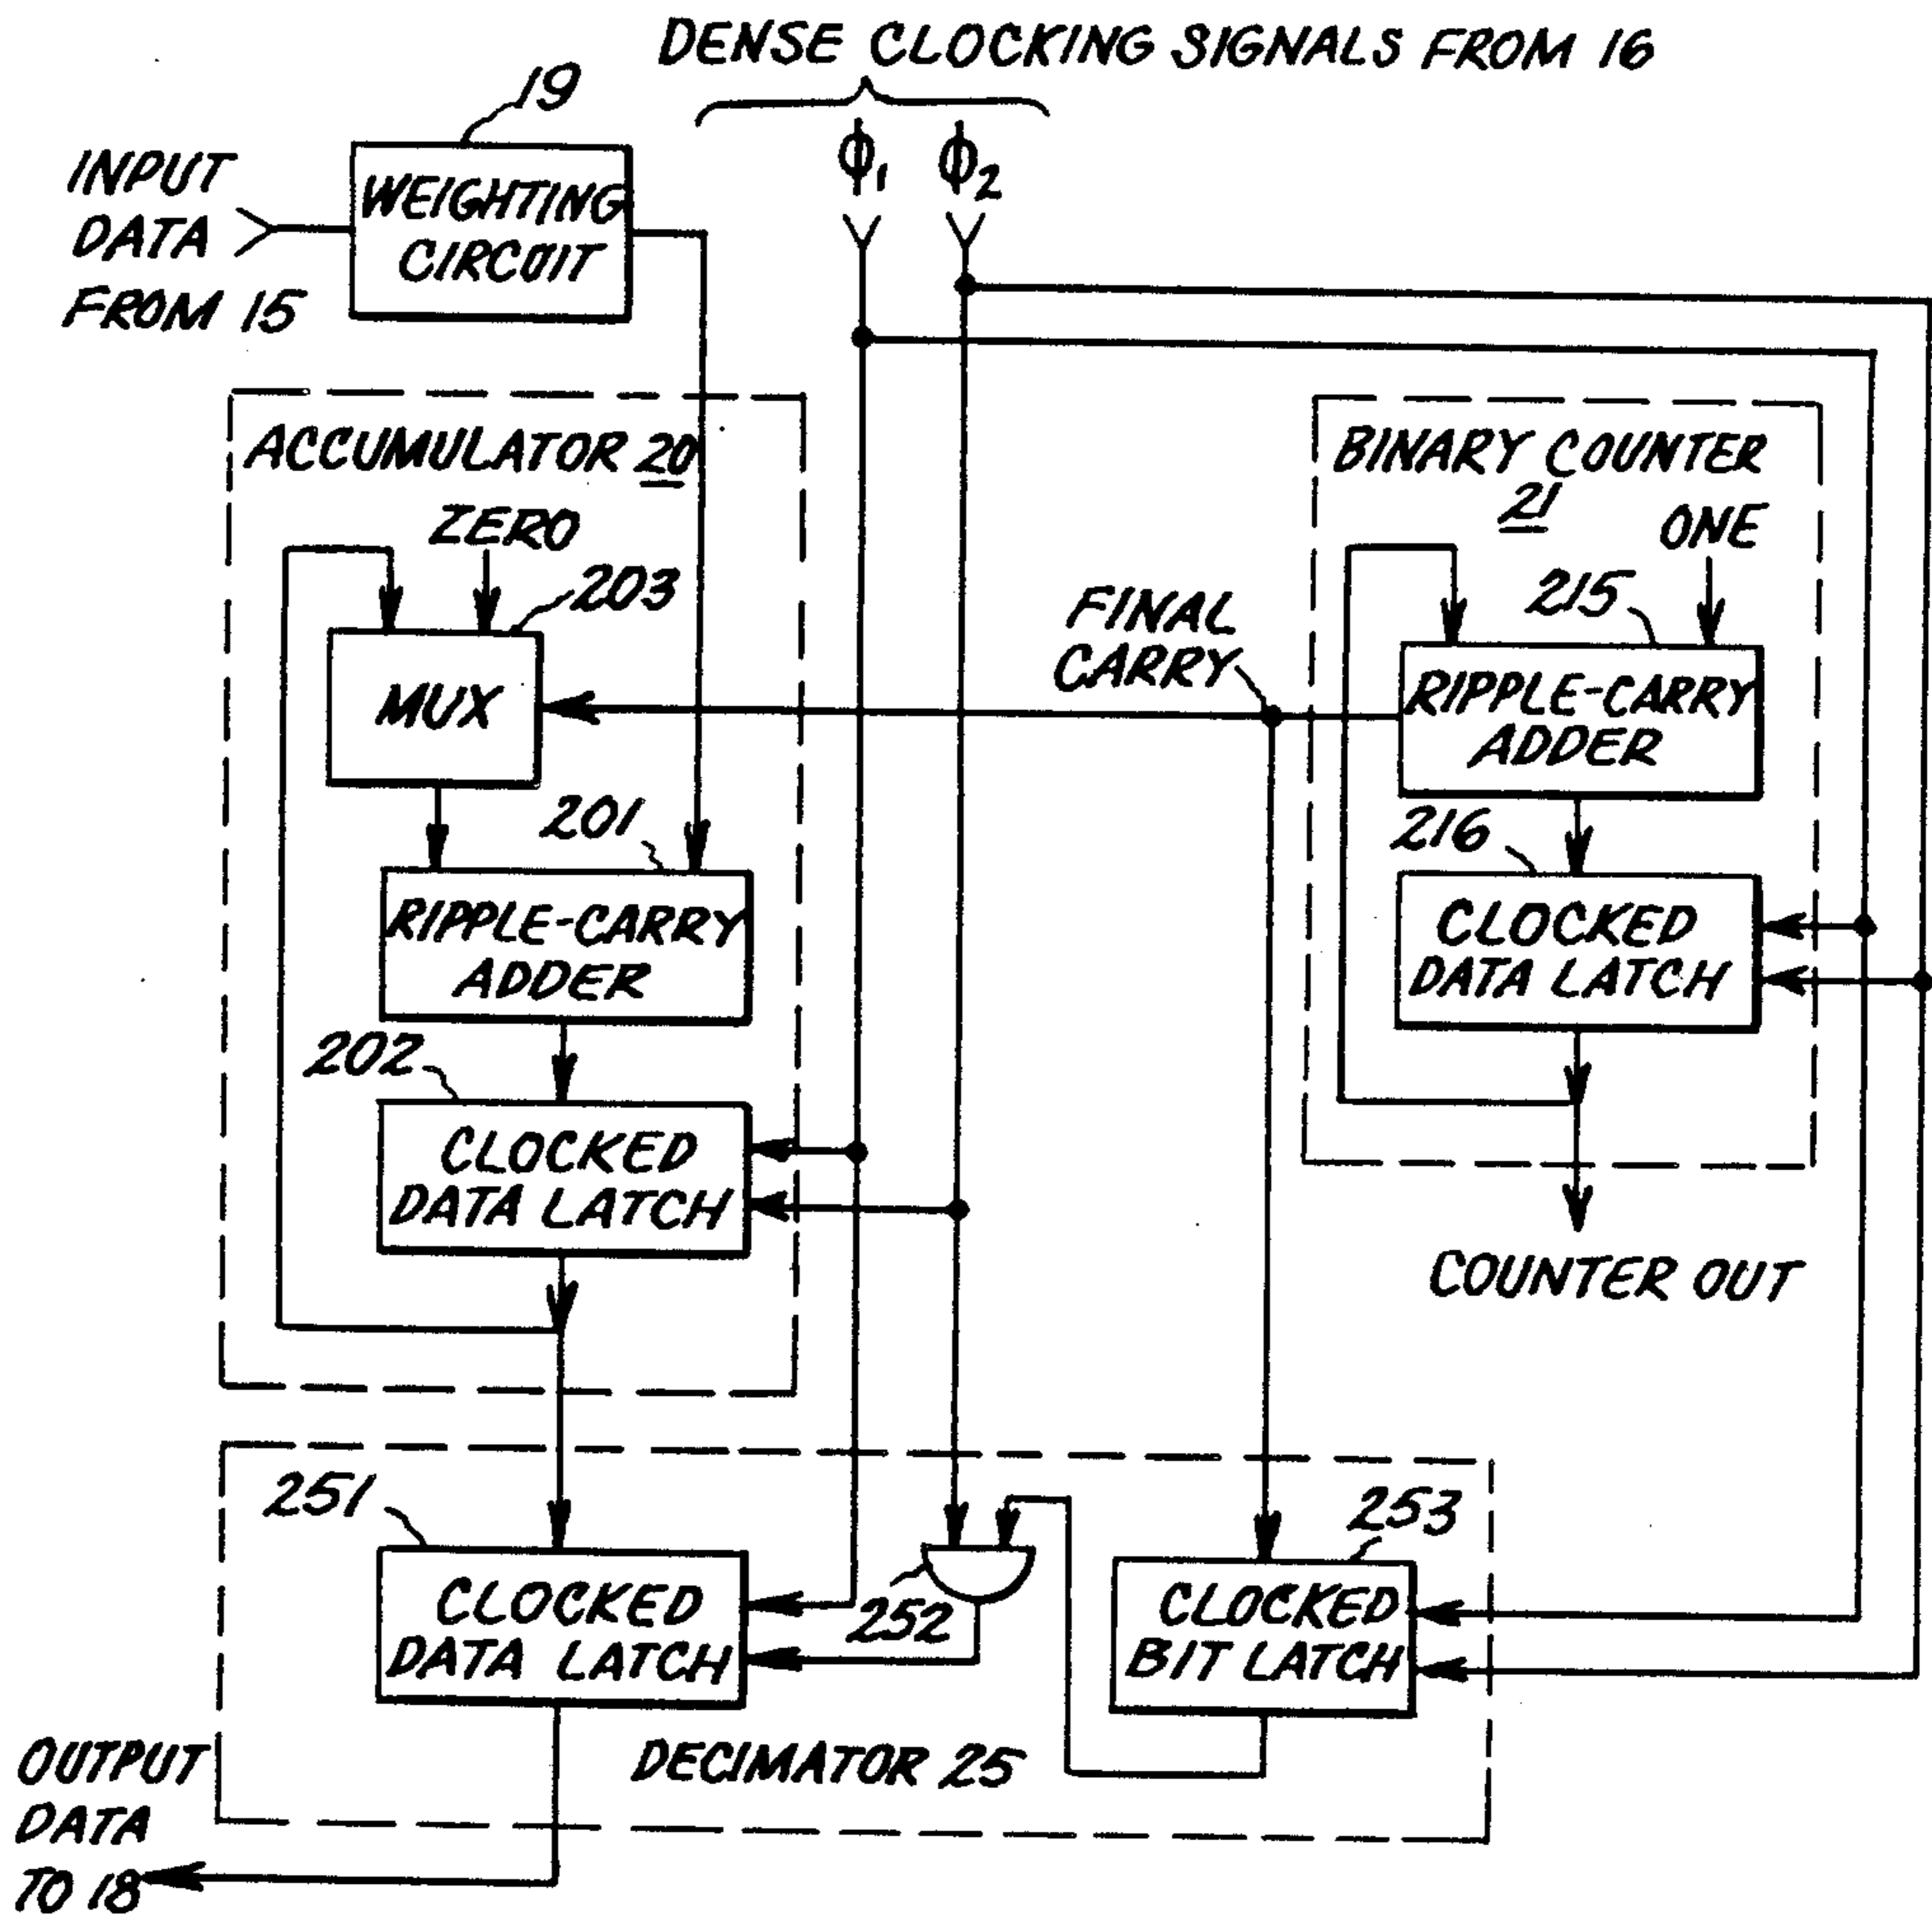 DENSE CLOCKING SIGNALS FROM 16
19
ϕ1 ϕ2
INPUT
DATA
FROM 15
WEIGHTING
CIRCUIT
ACCUMULATOR 20
ZERO
203
MUX
201
RIPPLE-CARRY
ADDER
202
CLOCKED
DATA LATCH
FINAL
CARRY
BINARY COUNTER
21
ONE
215
RIPPLE-CARRY
ADDER
216
CLOCKED
DATA LATCH
COUNTER OUT
251
CLOCKED
DATA LATCH
252
253
CLOCKED
BIT LATCH
DECIMATOR 25
OUTPUT
DATA
TO 18